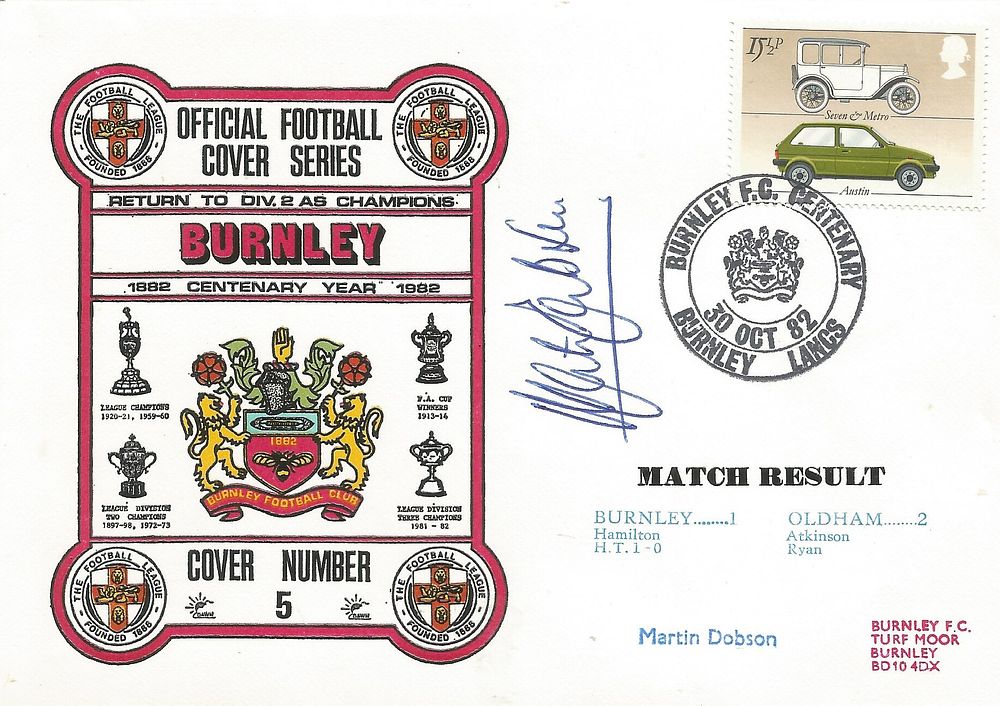 THE FOOTBALL LEAGUE
FOUNDED 1888
OFFICIAL FOOTBALL
COVER SERIES
THE FOOTBALL LEAGUE
FOUNDED 1888
RETURN TO DIV. 2 AS CHAMPIONS
BURNLEY
1882 CENTENARY YEAR 1982
LEAGUE CHAMPIONS
1920-21, 1959-60
F.A. CUP
WINNERS
1913-14
LEAGUE DIVISION
TWO CHAMPIONS
1897-98, 1972-73
LEAGUE DIVISION
THREE CHAMPIONS
1981 - 82
1882
BURNLEY FOOTBALL CLUB
THE FOOTBALL LEAGUE
FOUNDED 1888
COVER NUMBER
5
DAWN
DAWN
THE FOOTBALL LEAGUE
FOUNDED 1888
15½P
Seven & Metro
Austin
BURNLEY F.C. CENTENARY
30 OCT 82
BURNLEY LANCS
MATCH RESULT
BURNLEY........1 OLDHAM.......2
Hamilton Atkinson
H.T. 1-0 Ryan
Martin Dobson
BURNLEY F.C.
TURF MOOR
BURNLEY
BD10 4DX